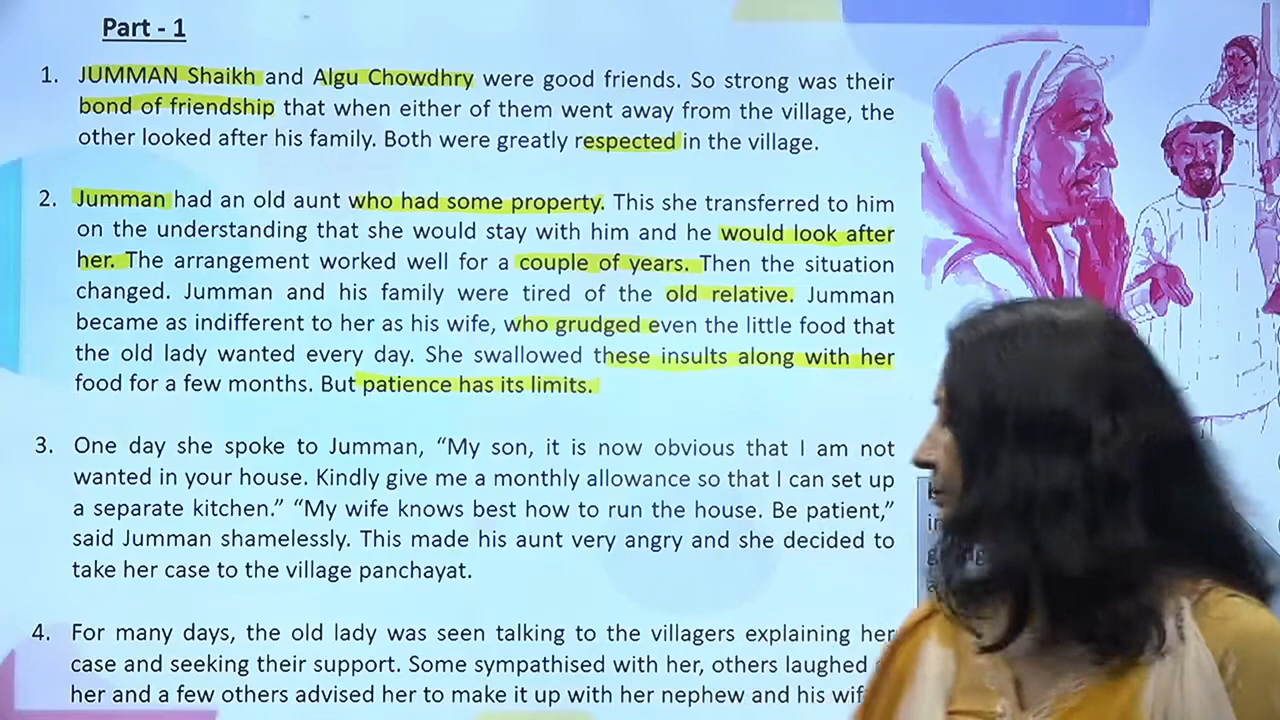 Part - 1
1. JUMMAN Shaikh and Algu Chowdhry were good friends. So strong was their
bond of friendship that when either of them went away from the village, the
other looked after his family. Both were greatly respected in the village.
2. Jumman had an old aunt who had some property. This she transferred to him
on the understanding that she would stay with him and he would look after
her. The arrangement worked well for a couple of years. Then the situation
changed. Jumman and his family were tired of the old relative. Jumman
became as indifferent to her as his wife, who grudged even the little food that
the old lady wanted every day. She swallowed these insults along with her
food for a few months. But patience has its limits.
3. One day she spoke to Jumman, “My son, it is now obvious that I am not
wanted in your house. Kindly give me a monthly allowance so that I can set up
a separate kitchen.” “My wife knows best how to run the house. Be patient,”
said Jumman shamelessly. This made his aunt very angry and she decided to
take her case to the village panchayat.
4. For many days, the old lady was seen talking to the villagers explaining her
case and seeking their support. Some sympathised with her, others laughed
her and a few others advised her to make it up with her nephew and his